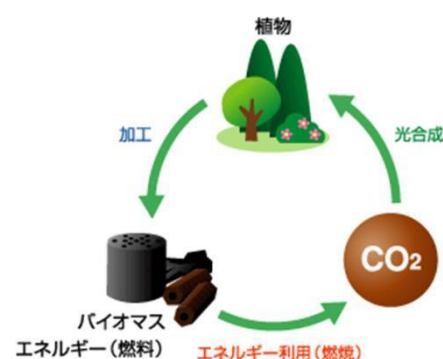 植物
加工
光合成
CO₂
バイオマス
エネルギー（燃料）
エネルギー利用（燃焼）